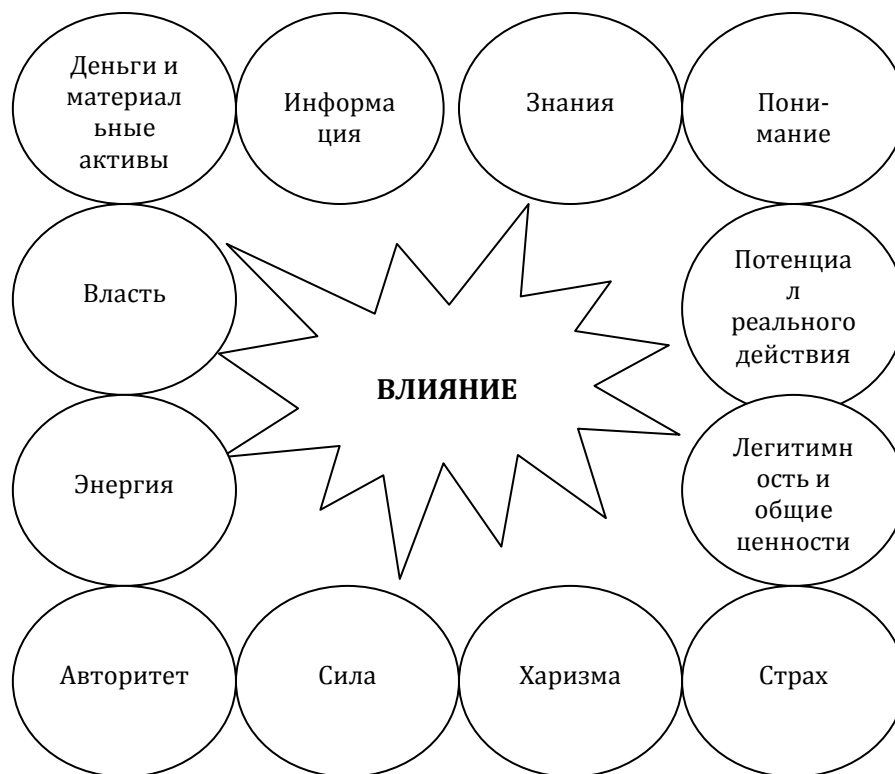 Деньги и
материал
ьные
активы
Информа
ция
Знания
Пони-
мание
Власть
Потенциа
л
реального
действия
ВЛИЯНИЕ
Энергия
Легитимн
ость и
общие
ценности
Авторитет
Сила
Харизма
Страх